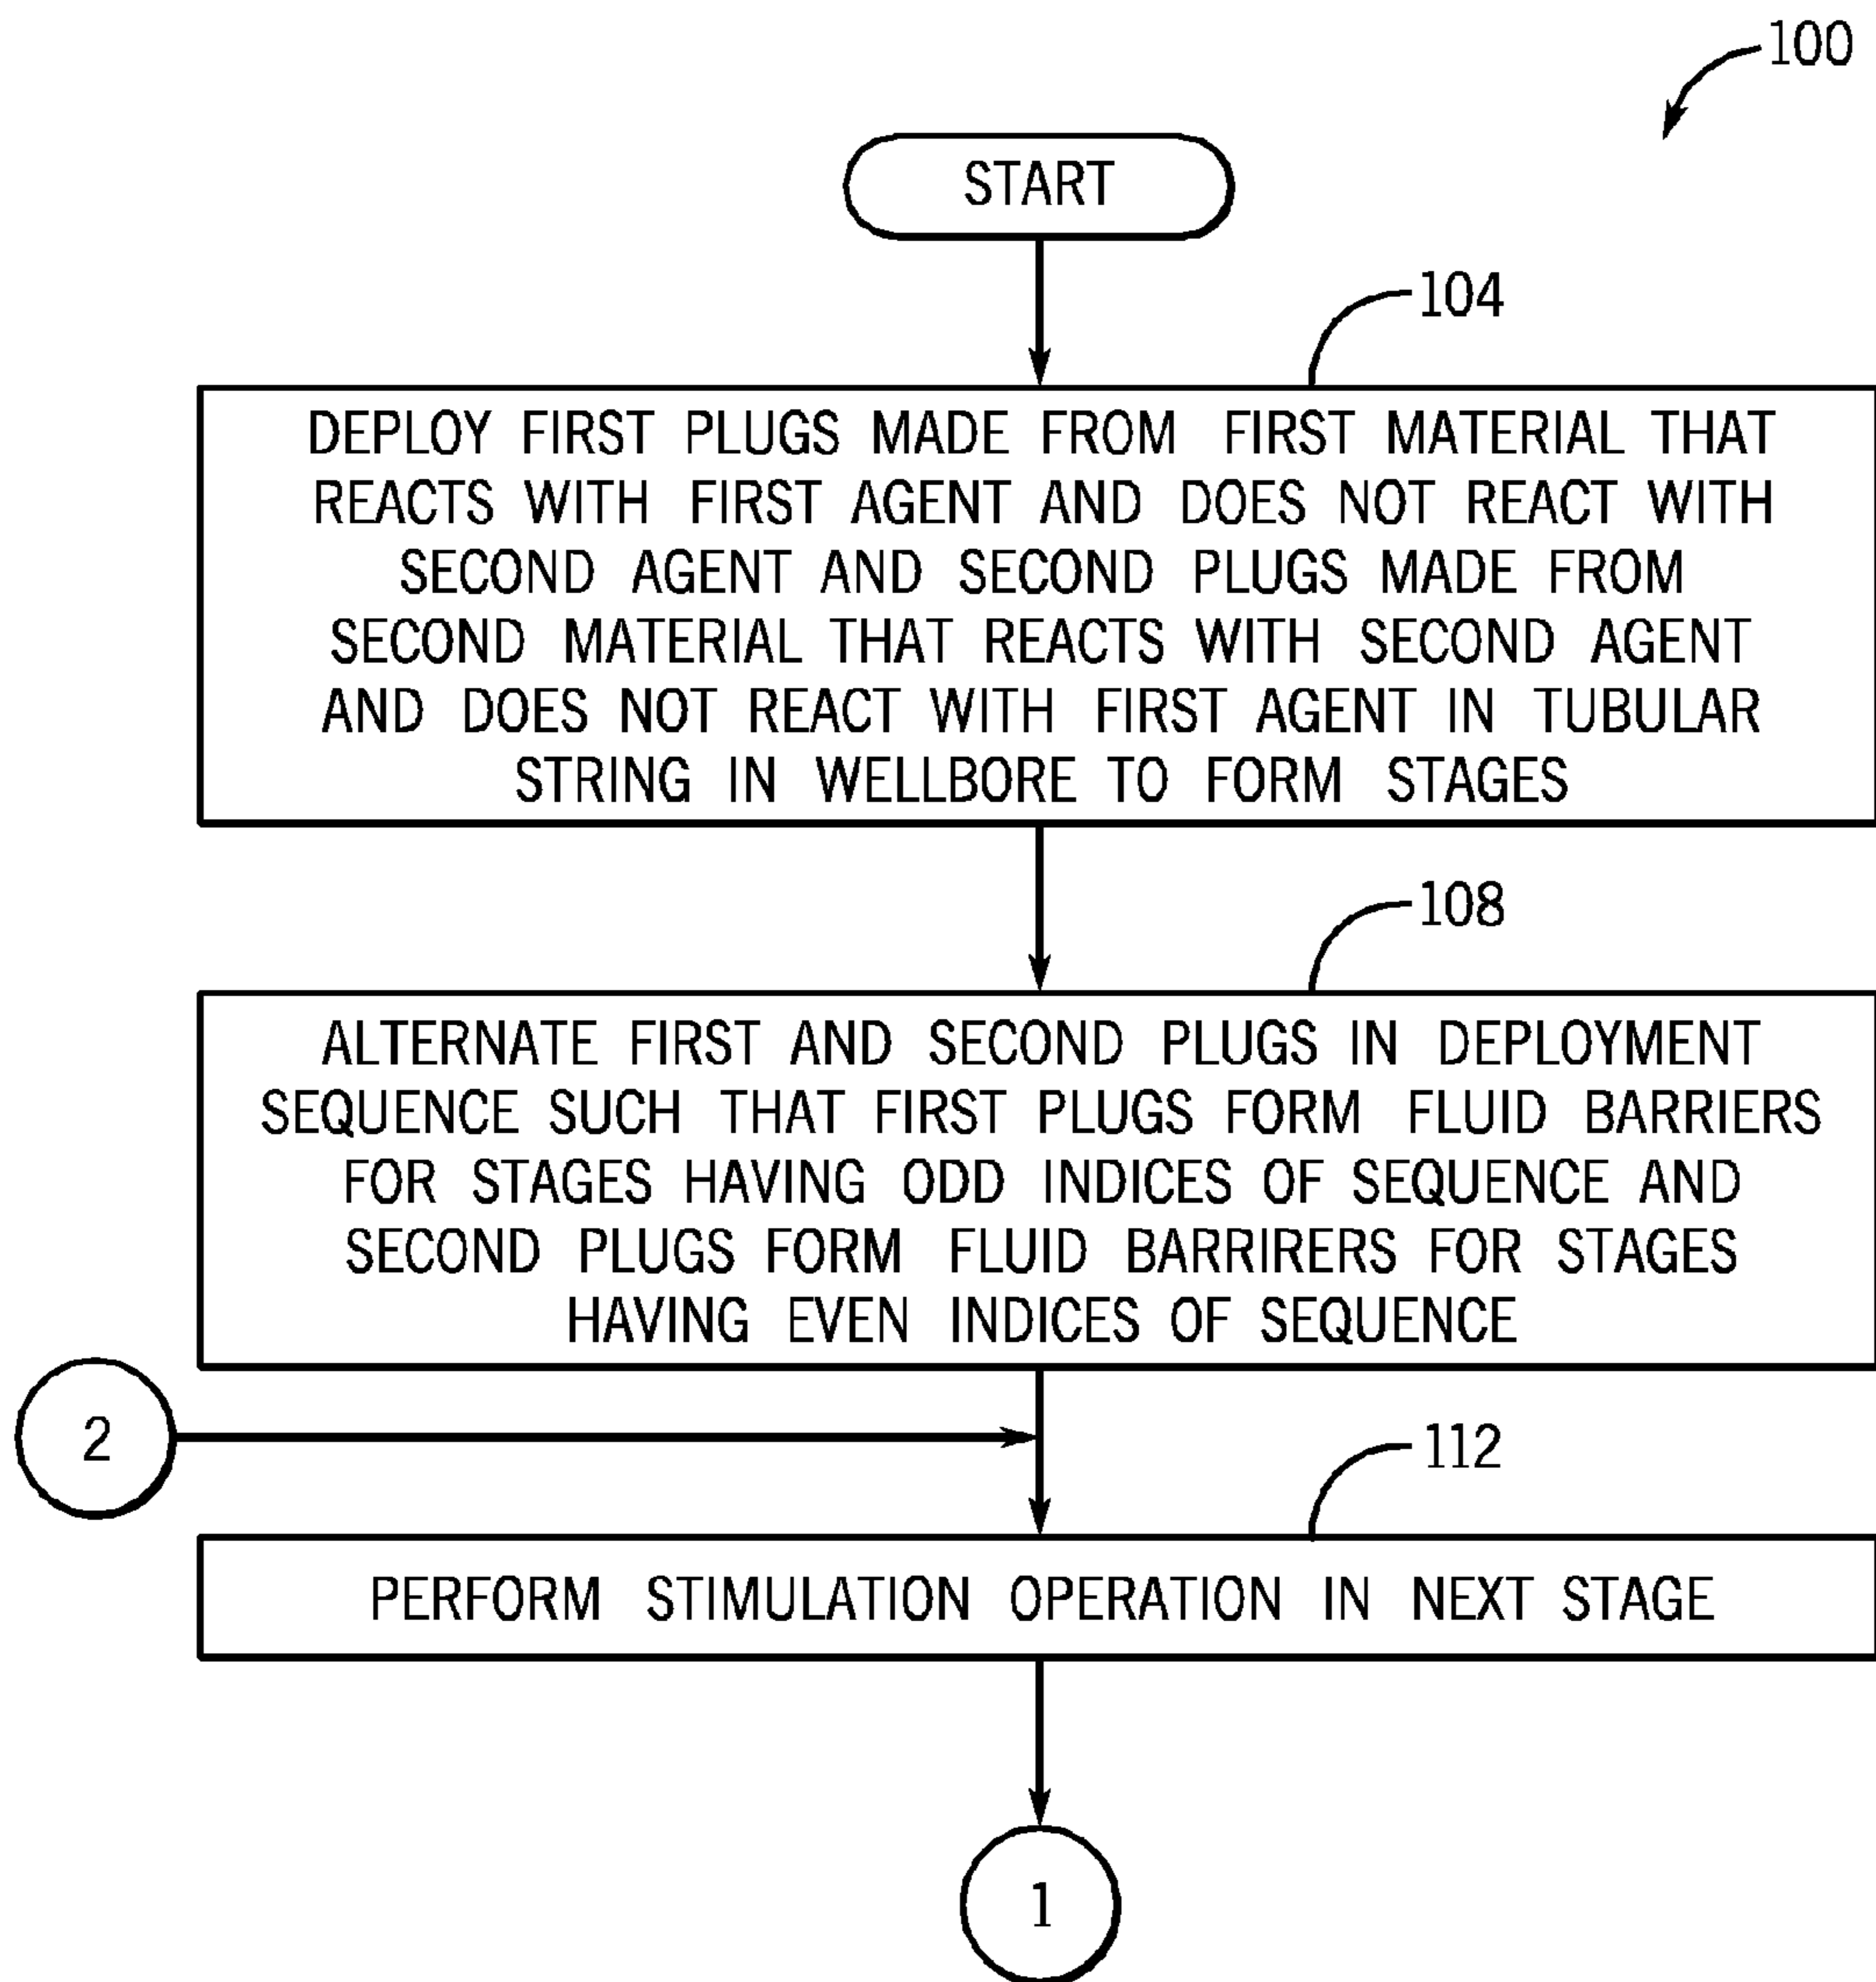 100
START
104
DEPLOY FIRST PLUGS MADE FROM FIRST MATERIAL THAT
REACTS WITH FIRST AGENT AND DOES NOT REACT WITH
SECOND AGENT AND SECOND PLUGS MADE FROM
SECOND MATERIAL THAT REACTS WITH SECOND AGENT
AND DOES NOT REACT WITH FIRST AGENT IN TUBULAR
STRING IN WELLBORE TO FORM STAGES
108
ALTERNATE FIRST AND SECOND PLUGS IN DEPLOYMENT
SEQUENCE SUCH THAT FIRST PLUGS FORM FLUID BARRIERS
FOR STAGES HAVING ODD INDICES OF SEQUENCE AND
SECOND PLUGS FORM FLUID BARRIRERS FOR STAGES
HAVING EVEN INDICES OF SEQUENCE
2
112
PERFORM STIMULATION OPERATION IN NEXT STAGE
1